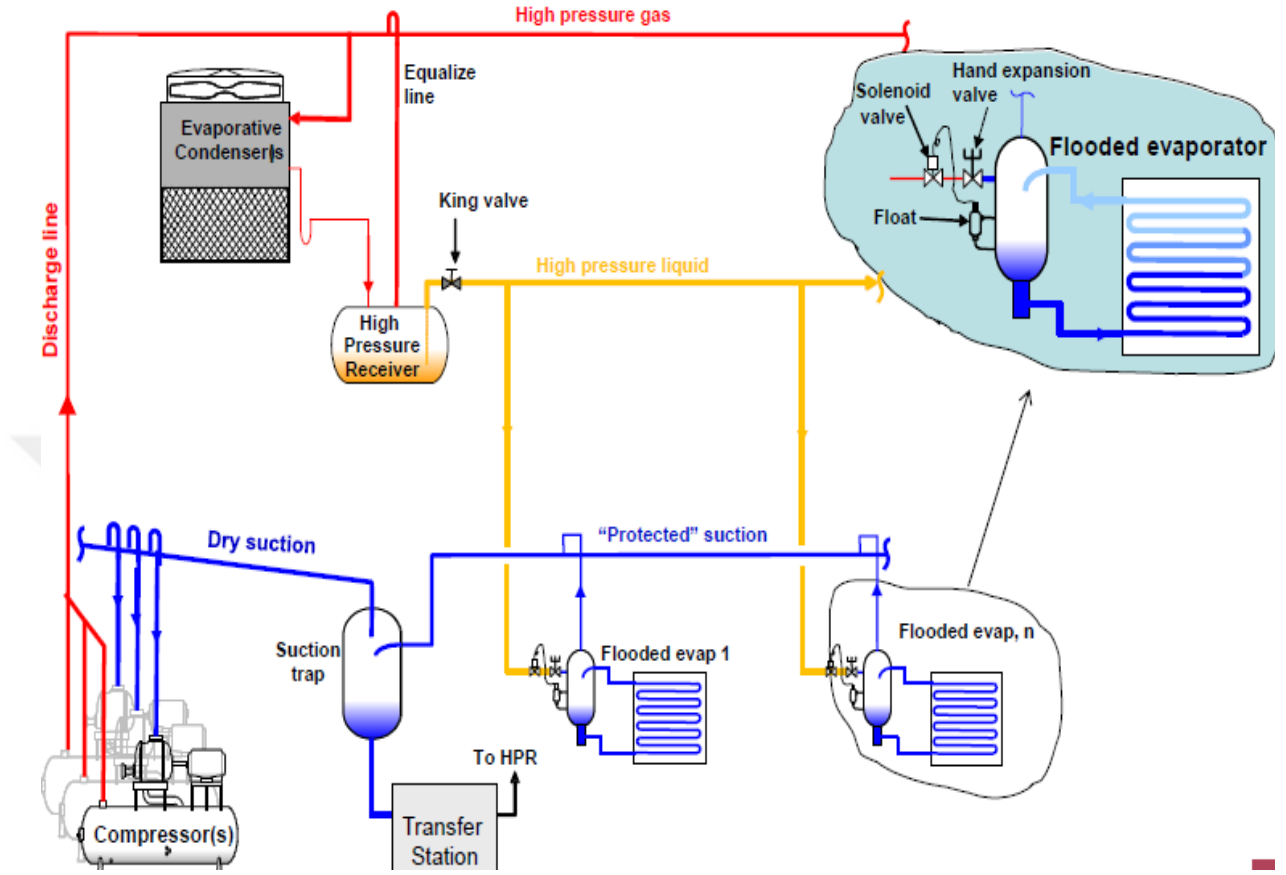 High pressure gas
Equalize
line
Evaporative
Condenser/s
Hand expansion
valve
Solenoid
valve
Flooded evaporator
Float
King valve
High pressure liquid
High
Pressure
Receiver
Discharge line
Dry suction
“Protected” suction
Suction
trap
Flooded evap 1
Flooded evap, n
To HPR
Transfer
Station
Compressor(s)